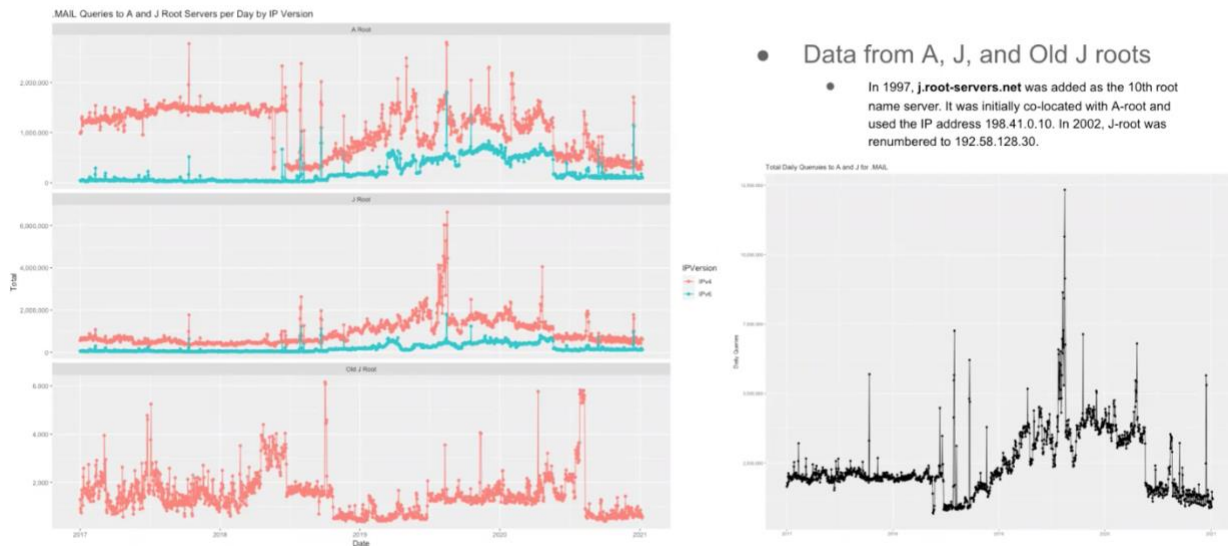 .MAIL Queries to A and J Root Servers per Day by IP Version
A Root
2,000,000
1,000,000
0
J Root
6,000,000
4,000,000
2,000,000
0
Old J Root
6,000
4,000
2,000
2017
2018
2019
2020
2021
Date
Total
IPVersion
IPv4
IPv6
Data from A, J, and Old J roots
In 1997, j.root-servers.net was added as the 10th root
name server. It was initially co-located with A-root and
used the IP address 198.41.0.10. In 2002, J-root was
renumbered to 192.58.128.30.
Total Daily Querues to A and J for .MAIL
Daily Queries
2017
2020
2021